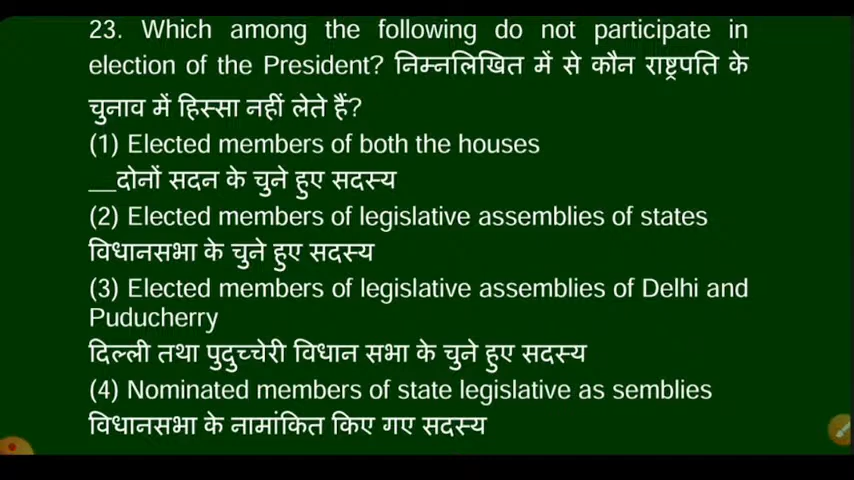 23. Which among the following do not participate in
election of the President? निम्नलिखित में से कौन राष्ट्रपति के
चुनाव में हिस्सा नहीं लेते हैं?
(1) Elected members of both the houses
__दोनों सदन के चुने हुए सदस्य
(2) Elected members of legislative assemblies of states
विधानसभा के चुने हुए सदस्य
(3) Elected members of legislative assemblies of Delhi and
Puducherry
दिल्ली तथा पुदुच्चेरी विधान सभा के चुने हुए सदस्य
(4) Nominated members of state legislative as semblies
विधानसभा के नामांकित किए गए सदस्य